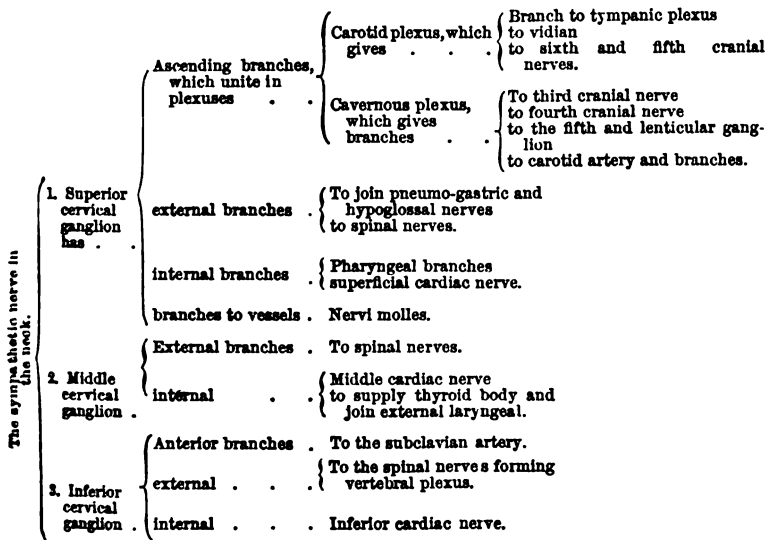 The sympathetic nerve in
the neck.
1. Superior
cervical
ganglion
has . .
Ascending branches,
which unite in
plexuses . .
Carotid plexus, which
gives . . .
Branch to tympanic plexus
to vidian
to sixth and fifth cranial
nerves.
Cavernous plexus,
which gives
branches . .
To third cranial nerve
to fourth cranial nerve
to the fifth and lenticular gang-
lion
to carotid artery and branches.
external branches .
To join pneumo-gastric and
hypoglossal nerves
to spinal nerves.
internal branches .
Pharyngeal branches
superficial cardiac nerve.
branches to vessels . Nervi molles.
2. Middle
cervical
ganglion .
External branches . To spinal nerves.
internal . .
Middle cardiac nerve
to supply thyroid body and
join external laryngeal.
3. Inferior
cervical
ganglion .
Anterior branches . To the subclavian artery.
external . . .
To the spinal nerves forming
vertebral plexus.
internal . . . Inferior cardiac nerve.